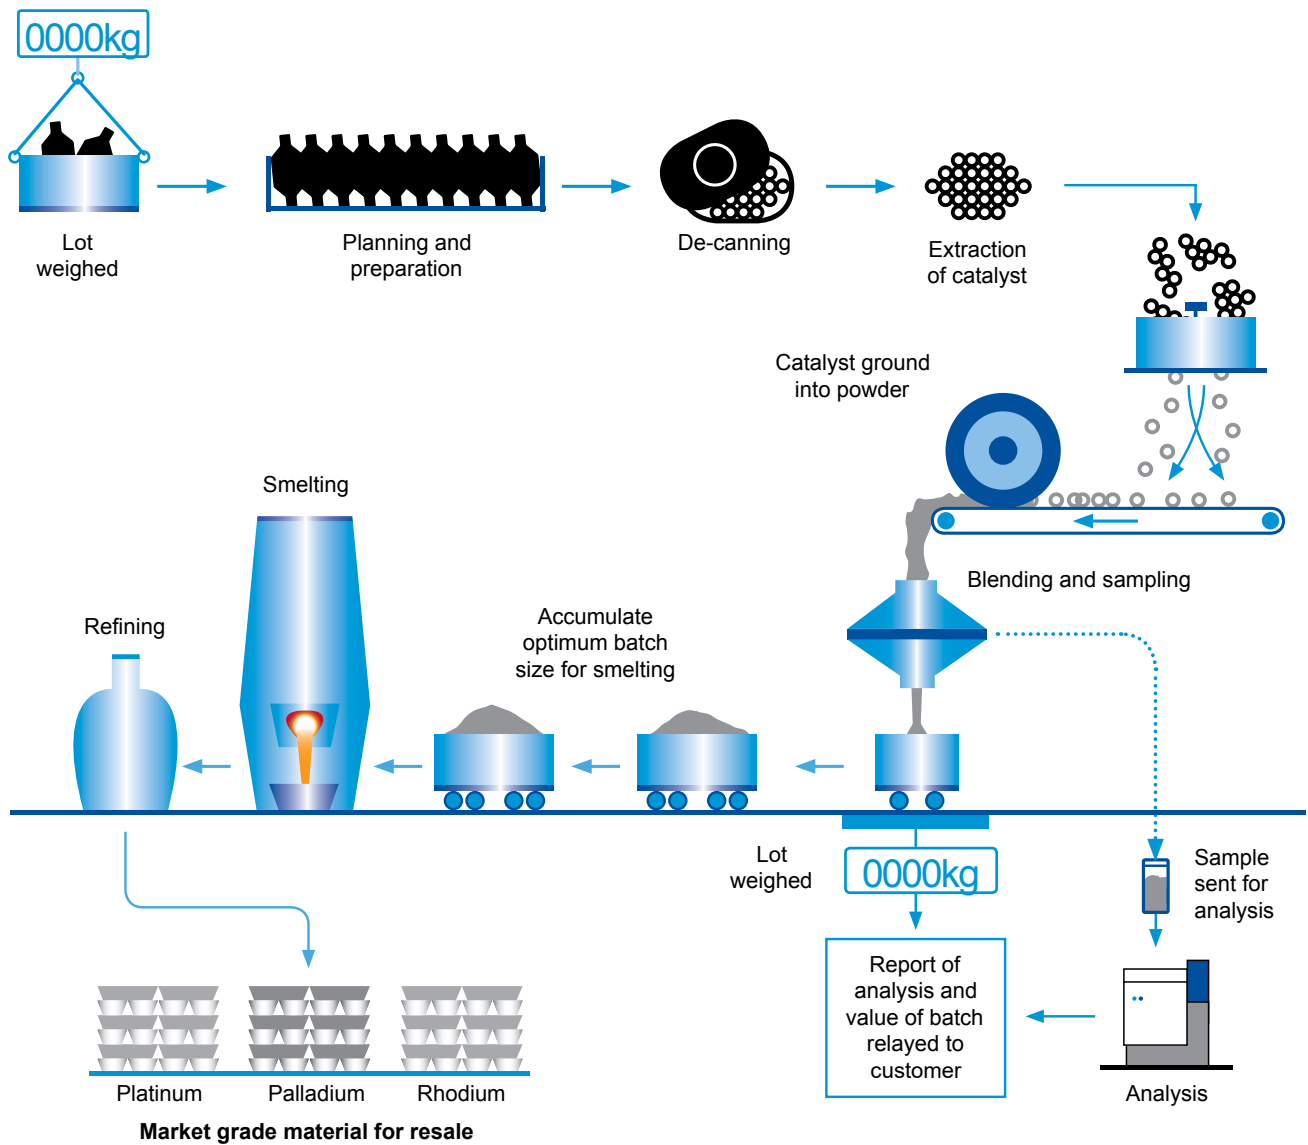 0000kg
Lot
weighed
Planning and
preparation
De-canning
Extraction
of catalyst
Catalyst ground
into powder
Blending and sampling
Smelting
Refining
Accumulate
optimum batch
size for smelting
Lot
weighed
0000kg
Sample
sent for
analysis
Report of
analysis and
value of batch
relayed to
customer
Analysis
Platinum
Palladium
Rhodium
Market grade material for resale